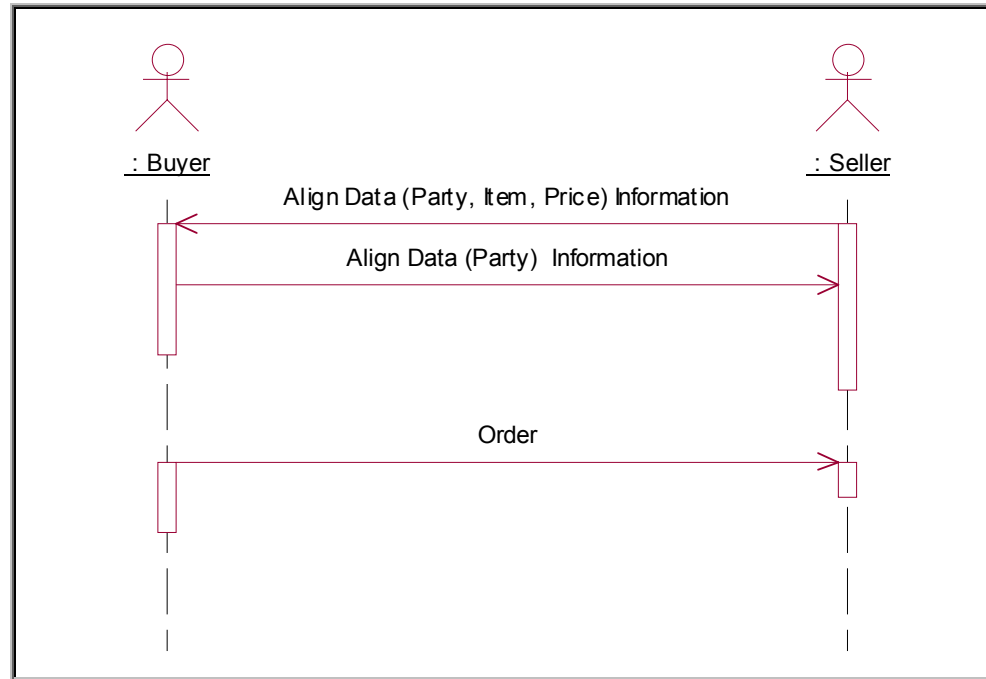 : Buyer
: Seller
Align Data (Party, Item, Price) Information
Align Data (Party) Information
Order